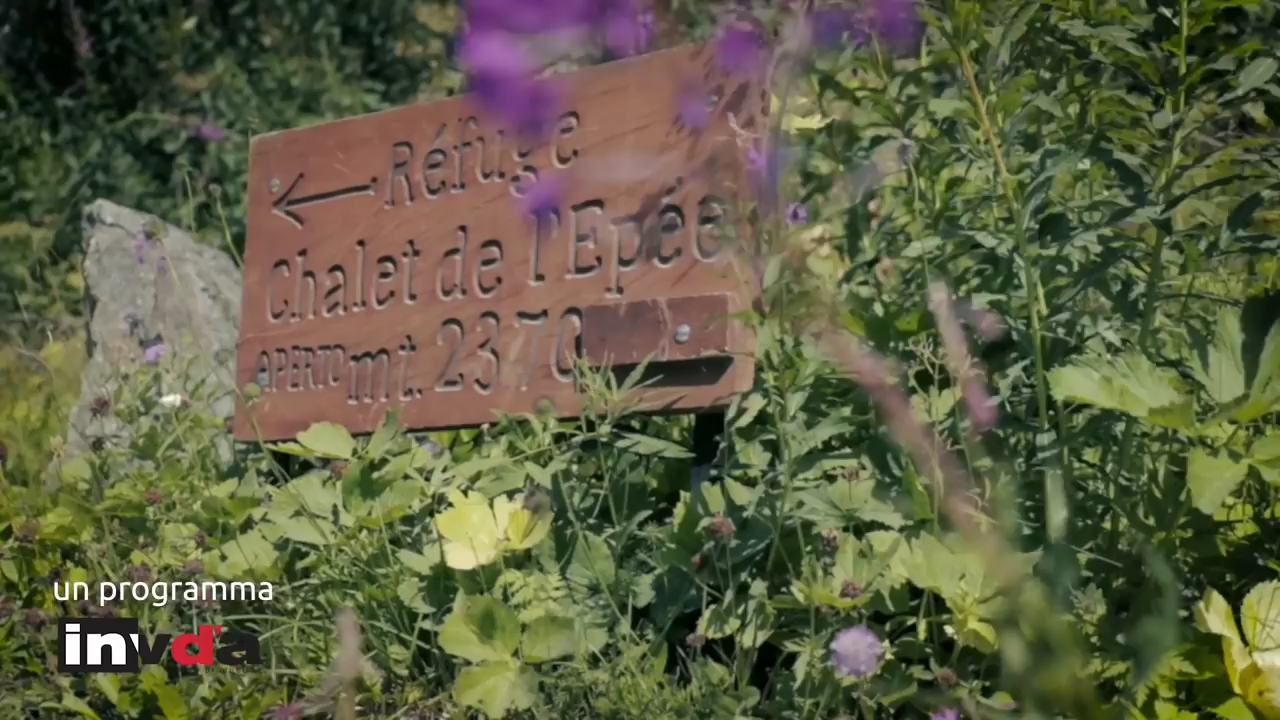 Réfuge
Chalet de l'Epée
APERTO mt. 2370
un programma
invd'a